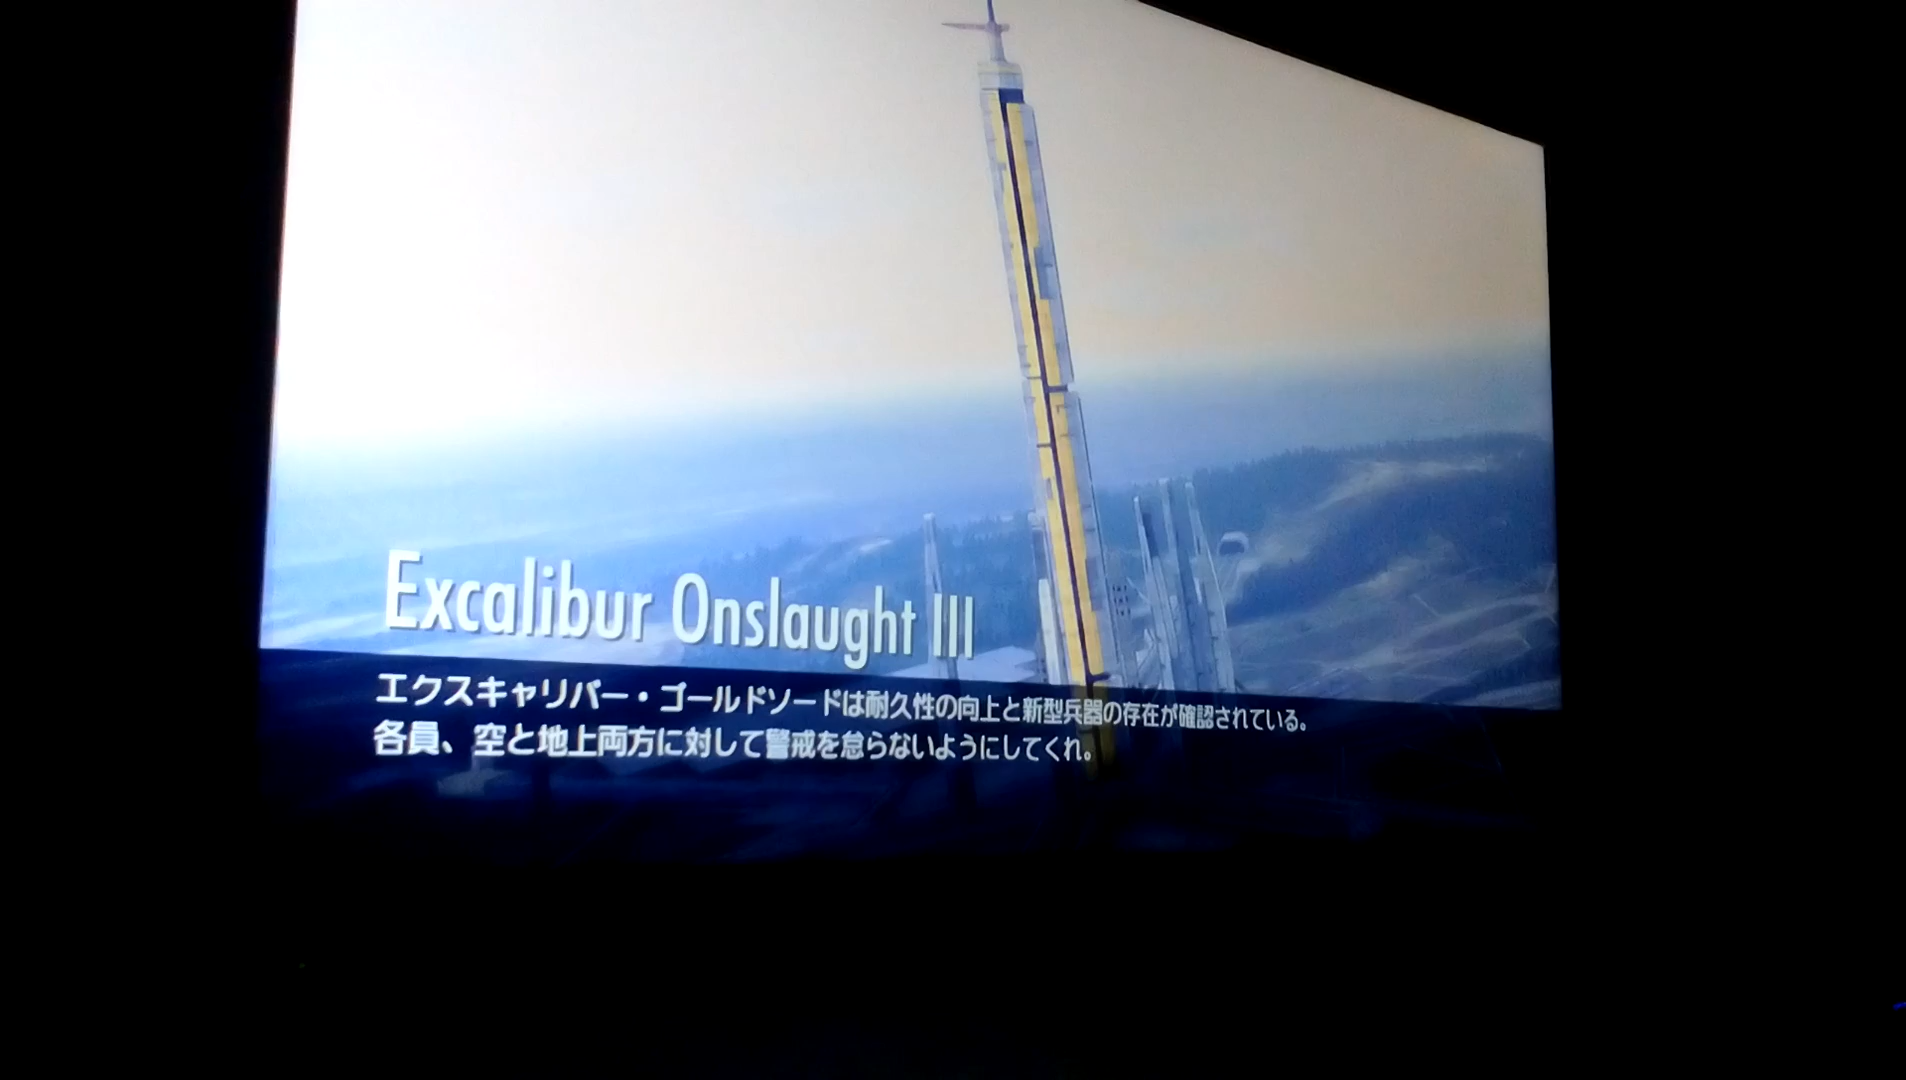 Excalibur Onslaught III
エクスキャリバー・ゴールドソードは耐久性の向上と新型兵器の存在が確認されている。
各員、空と地上両方に対して警戒を怠らないようにしてくれ。